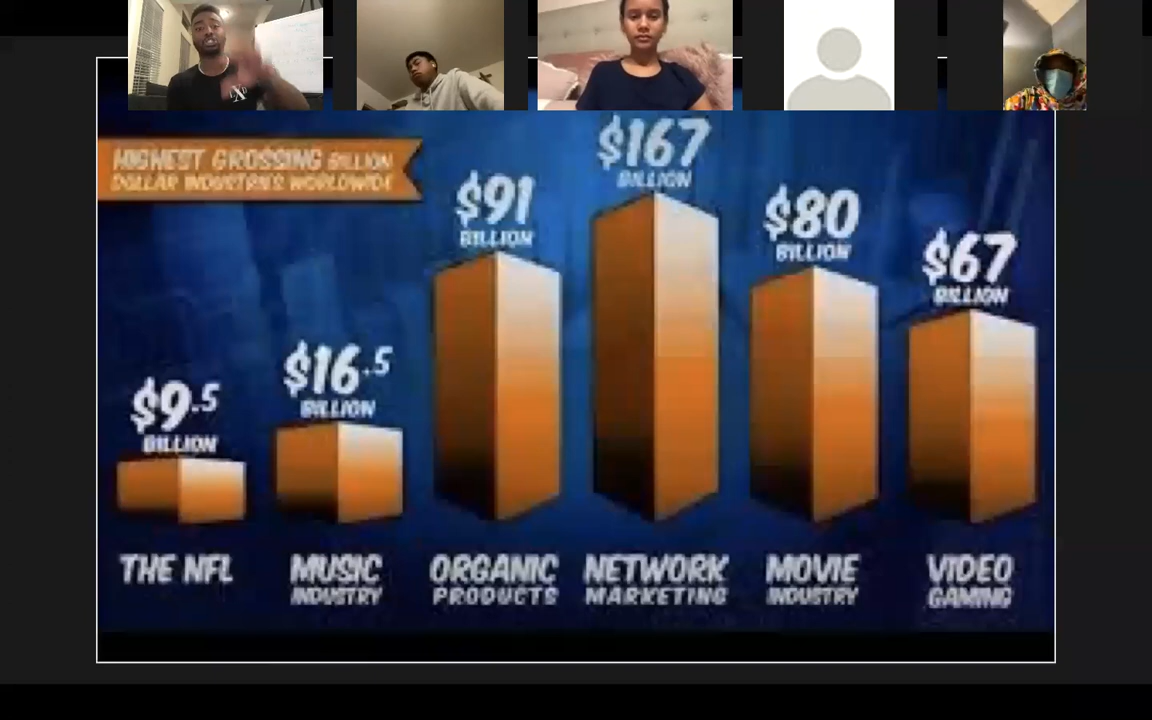 HIGHEST GROSSING BILLION
DOLLAR INDUSTRIES WORLDWIDE
$9.5
BILLION
THE NFL
$16.5
BILLION
MUSIC
INDUSTRY
$91
BILLION
ORGANIC
PRODUCTS
$167
BILLION
NETWORK
MARKETING
$80
BILLION
MOVIE
INDUSTRY
$67
BILLION
VIDEO
GAMING